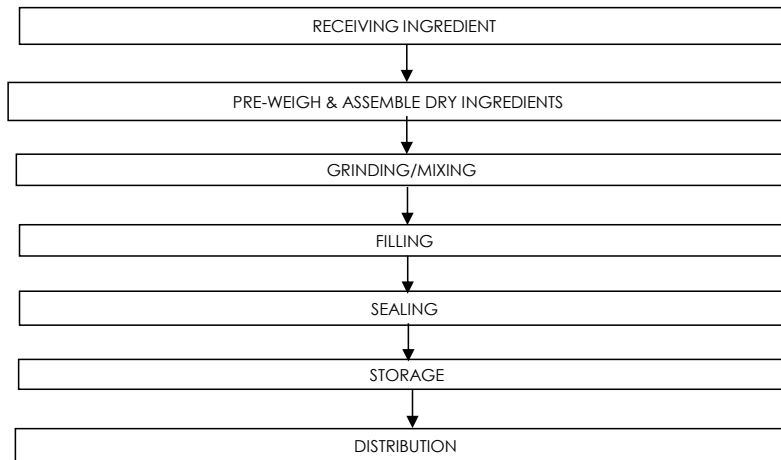 RECEIVING INGREDIENT
PRE-WEIGH & ASSEMBLE DRY INGREDIENTS
GRINDING/MIXING
FILLING
SEALING
STORAGE
DISTRIBUTION